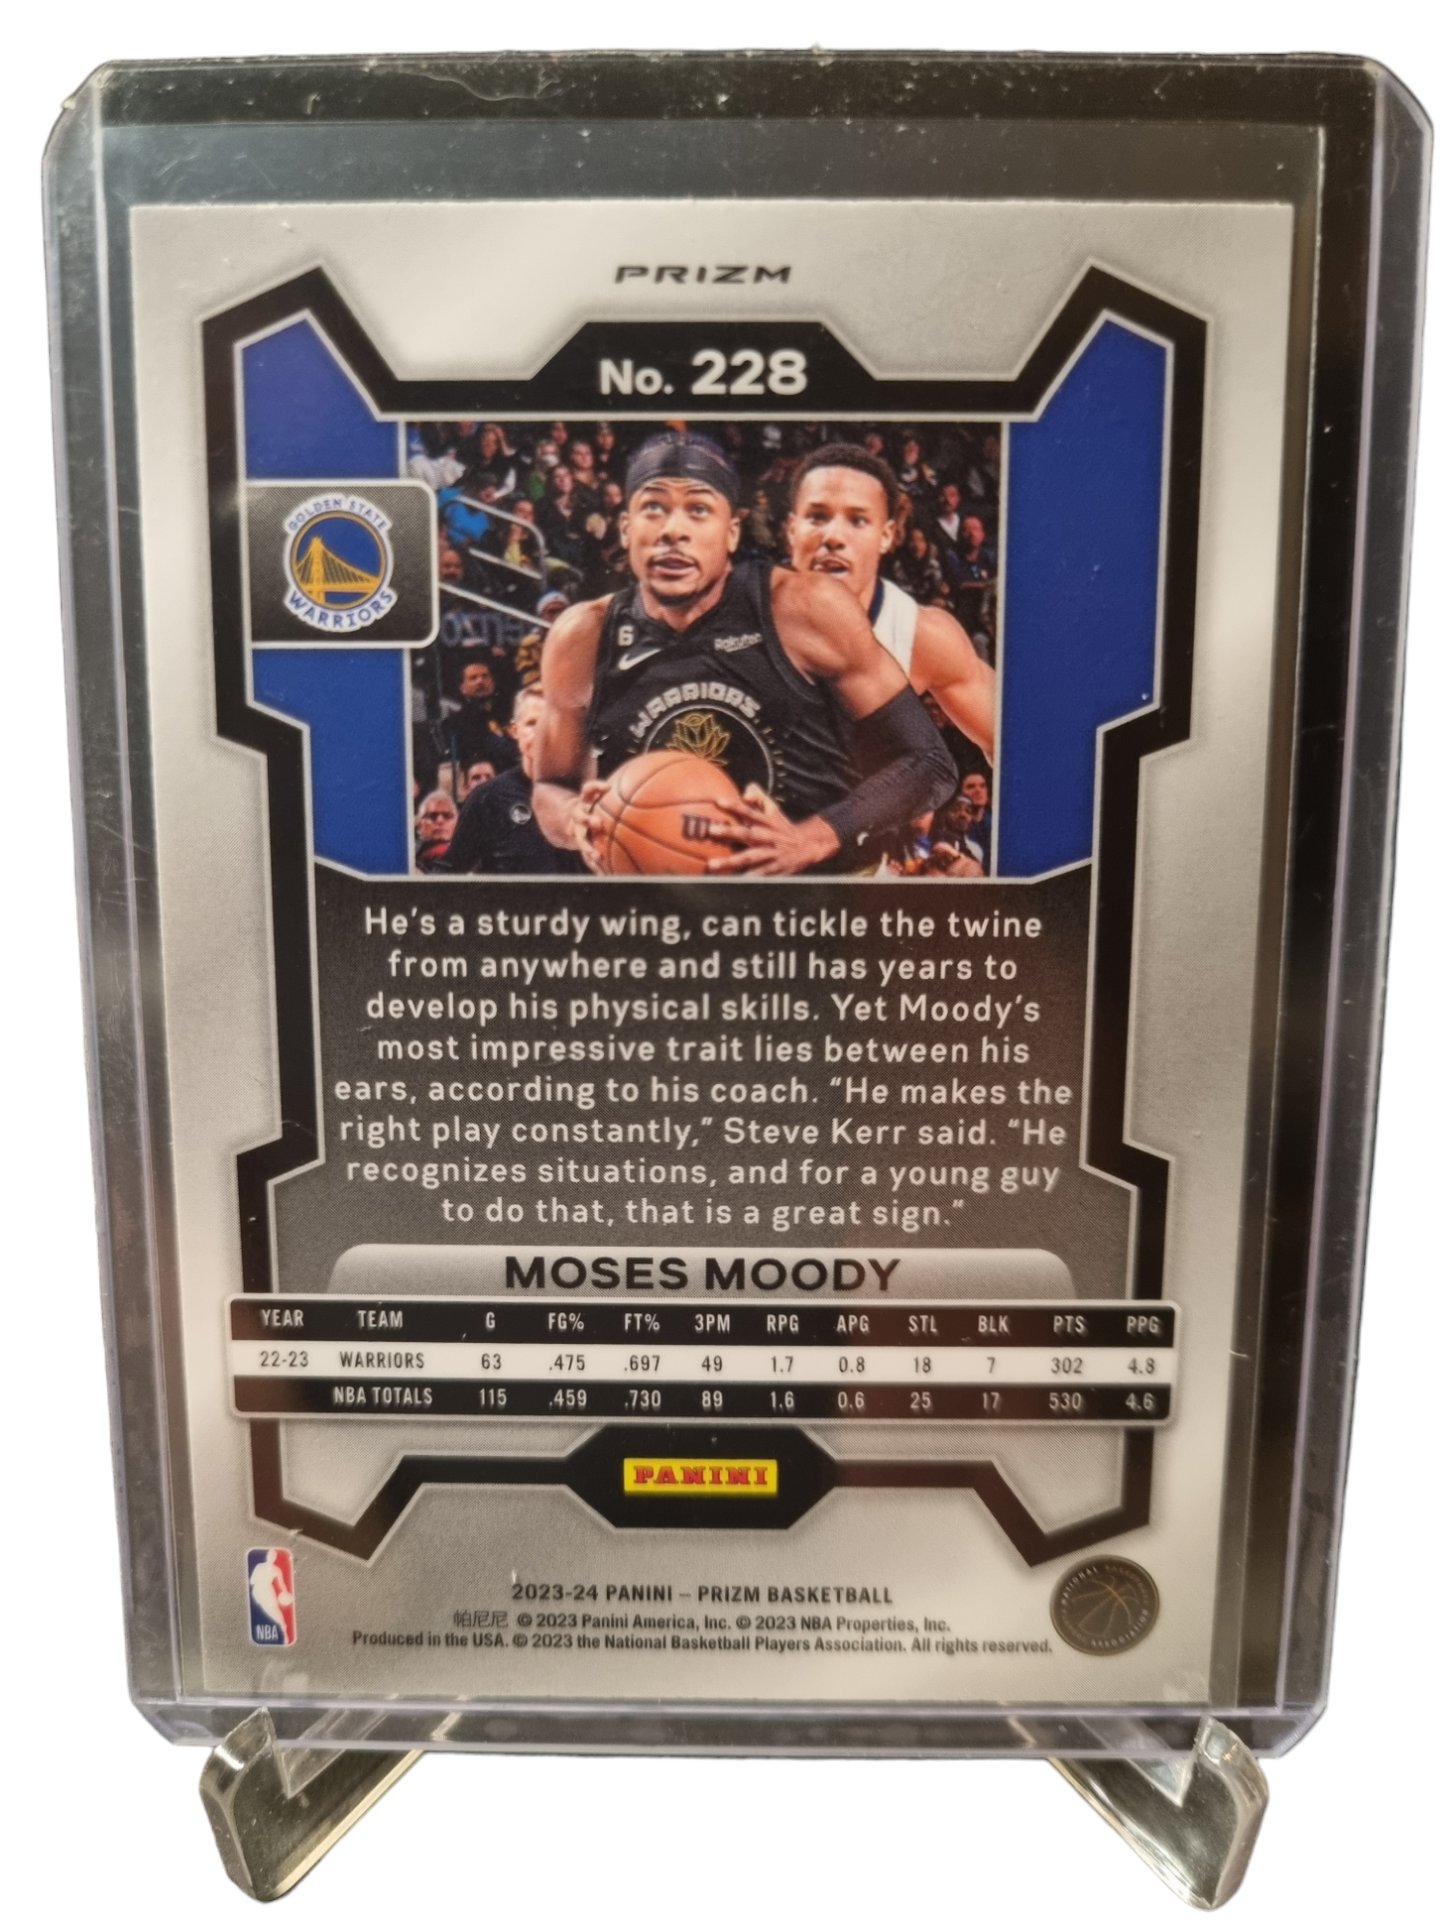 PRIZM
No. 228
GOLDEN STATE
WARRIORS
6
Rakuten
WARRIORS
W
He's a sturdy wing, can tickle the twine
from anywhere and still has years to
develop his physical skills. Yet Moody's
most impressive trait lies between his
ears, according to his coach. “He makes the
right play constantly,” Steve Kerr said. “He
recognizes situations, and for a young guy
to do that, that is a great sign.”
MOSES MOODY
YEAR TEAM G FG% FT% 3PM RPG APG STL BLK PTS PPG
22-23 WARRIORS 63 .475 .697 49 1.7 0.8 18 7 302 4.8
NBA TOTALS 115 .459 .730 89 1.6 0.6 25 17 530 4.6
PANINI
NBA
2023-24 PANINI – PRIZM BASKETBALL
帕尼尼 © 2023 Panini America, Inc. © 2023 NBA Properties, Inc.
Produced in the USA. © 2023 the National Basketball Players Association. All rights reserved.